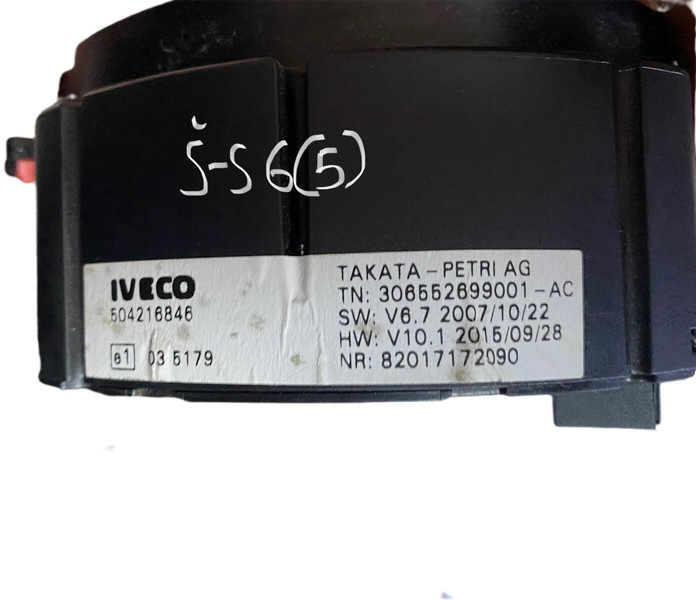 Š-S6(5)
IVECO
504216846
e1 03 5179
TAKATA-PETRI AG
TN: 306552699001-AC
SW: V6.7 2007/10/22
HW: V10.1 2015/09/28
NR: 82017172090